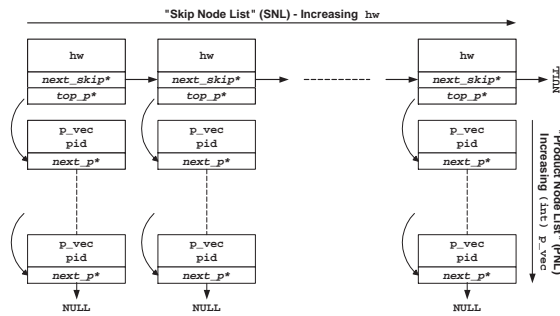 "Skip Node List" (SNL) - Increasing hw
hw
hw
hw
next_skip*
next_skip*
next_skip*
NULL
top_p*
top_p*
top_p*
p_vec
pid
next_p*
p_vec
pid
next_p*
p_vec
pid
next_p*
"Product Node List" (PNL)
Increasing (int) p_vec
p_vec
pid
next_p*
p_vec
pid
next_p*
p_vec
pid
next_p*
NULL
NULL
NULL